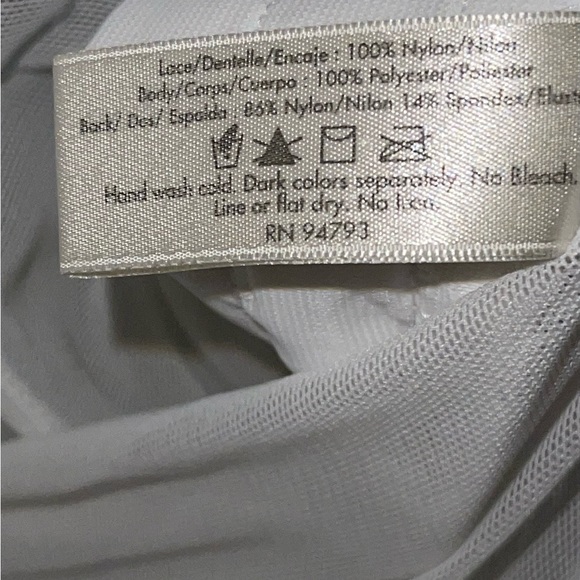 Lace/Dentelle/Encaje : 100% Nylon/Nilon
Body/Corps/Cuerpo : 100% Polyester/Poliester
Back/ Dos/ Espalda : 86% Nylon/Nilon 14% Spandex/Elast
Hand wash cold. Dark colors separately. No Bleach.
Line or flat dry. No Iron.
RN 94793